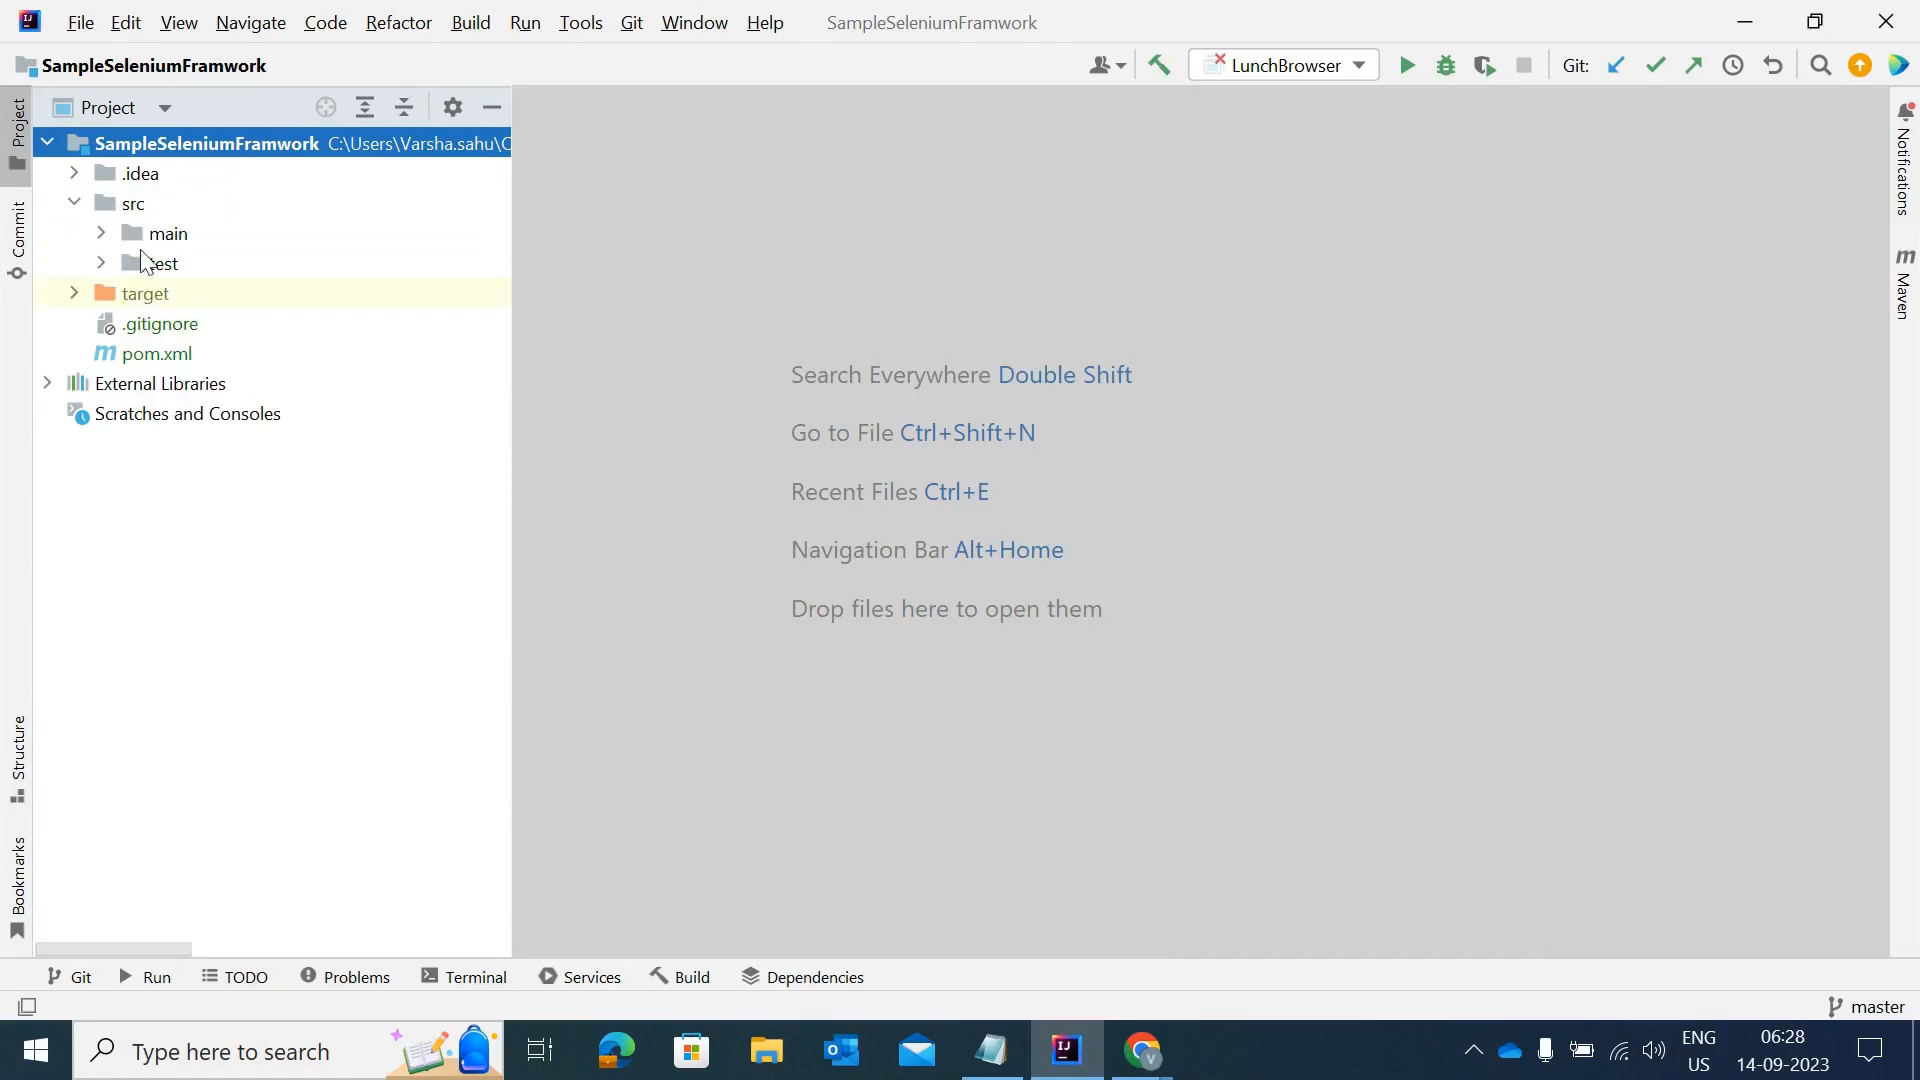 File Edit View Navigate Code Refactor Build Run Tools Git Window Help SampleSeleniumFramwork
SampleSeleniumFramwork
LunchBrowser
Git:
Project
Project
SampleSeleniumFramwork C:\Users\Varsha.sahu\
.idea
src
main
test
target
.gitignore
pom.xml
External Libraries
Scratches and Consoles
Commit
Structure
Bookmarks
Search Everywhere Double Shift
Go to File Ctrl+Shift+N
Recent Files Ctrl+E
Navigation Bar Alt+Home
Drop files here to open them
Notifications
Maven
Git Run TODO Problems Terminal Services Build Dependencies
master
Type here to search
ENG
US
06:28
14-09-2023